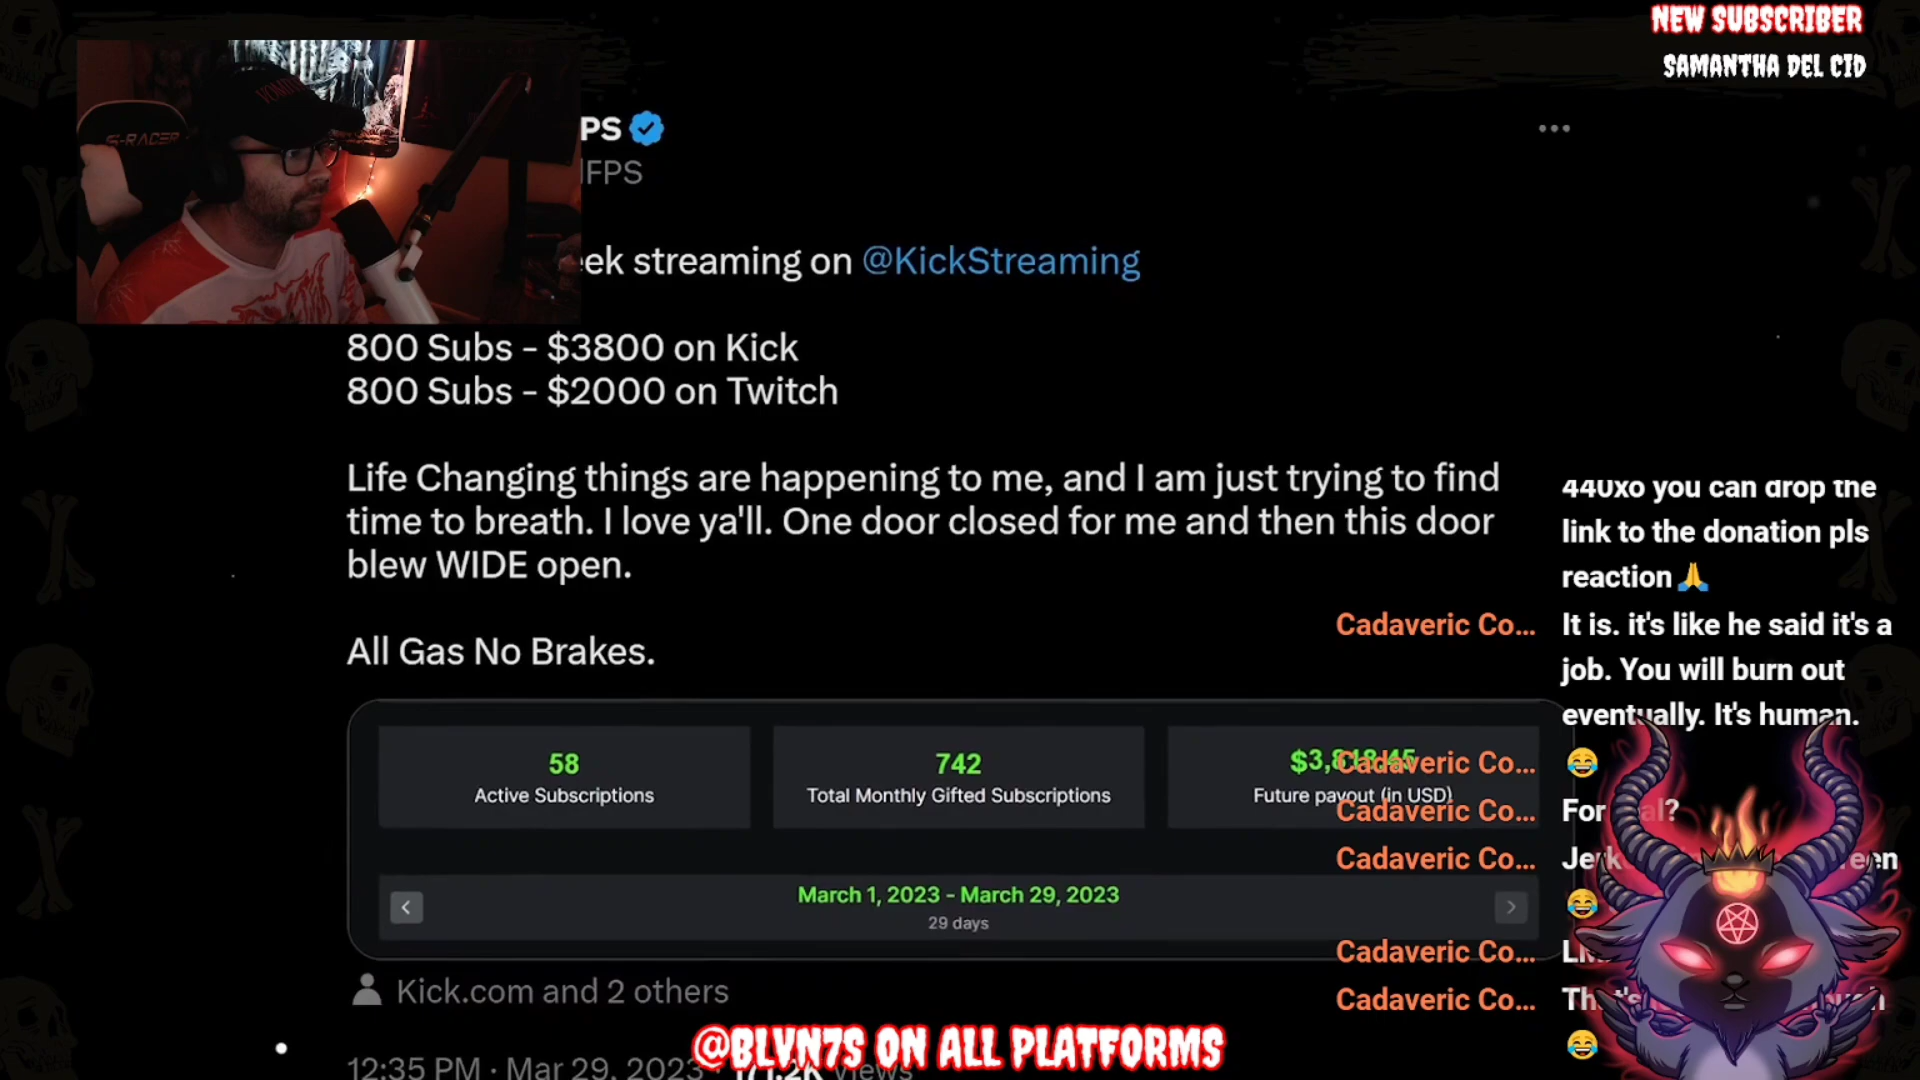 NEW SUBSCRIBER
SAMANTHA DEL CID
S-RACER
PS
FPS
eek streaming on @KickStreaming
800 Subs - $3800 on Kick
800 Subs - $2000 on Twitch
Life Changing things are happening to me, and I am just trying to find
time to breath. I love ya'll. One door closed for me and then this door
blew WIDE open.
All Gas No Brakes.
58
Active Subscriptions
742
Total Monthly Gifted Subscriptions
Future payout (in USD)
March 1, 2023 - March 29, 2023
29 days
Kick.com and 2 others
12:35 PM · Mar 29, 2023 · Views
440xo you can drop the
link to the donation pls
reaction🙏
Cadaveric Co... It is. it's like he said it's a
job. You will burn out
eventually. It's human.
Cadaveric Co... 😂
Cadaveric Co... For
Cadaveric Co...
😂
Cadaveric Co...
Cadaveric Co...
😂
@BLVN7S ON ALL PLATFORMS